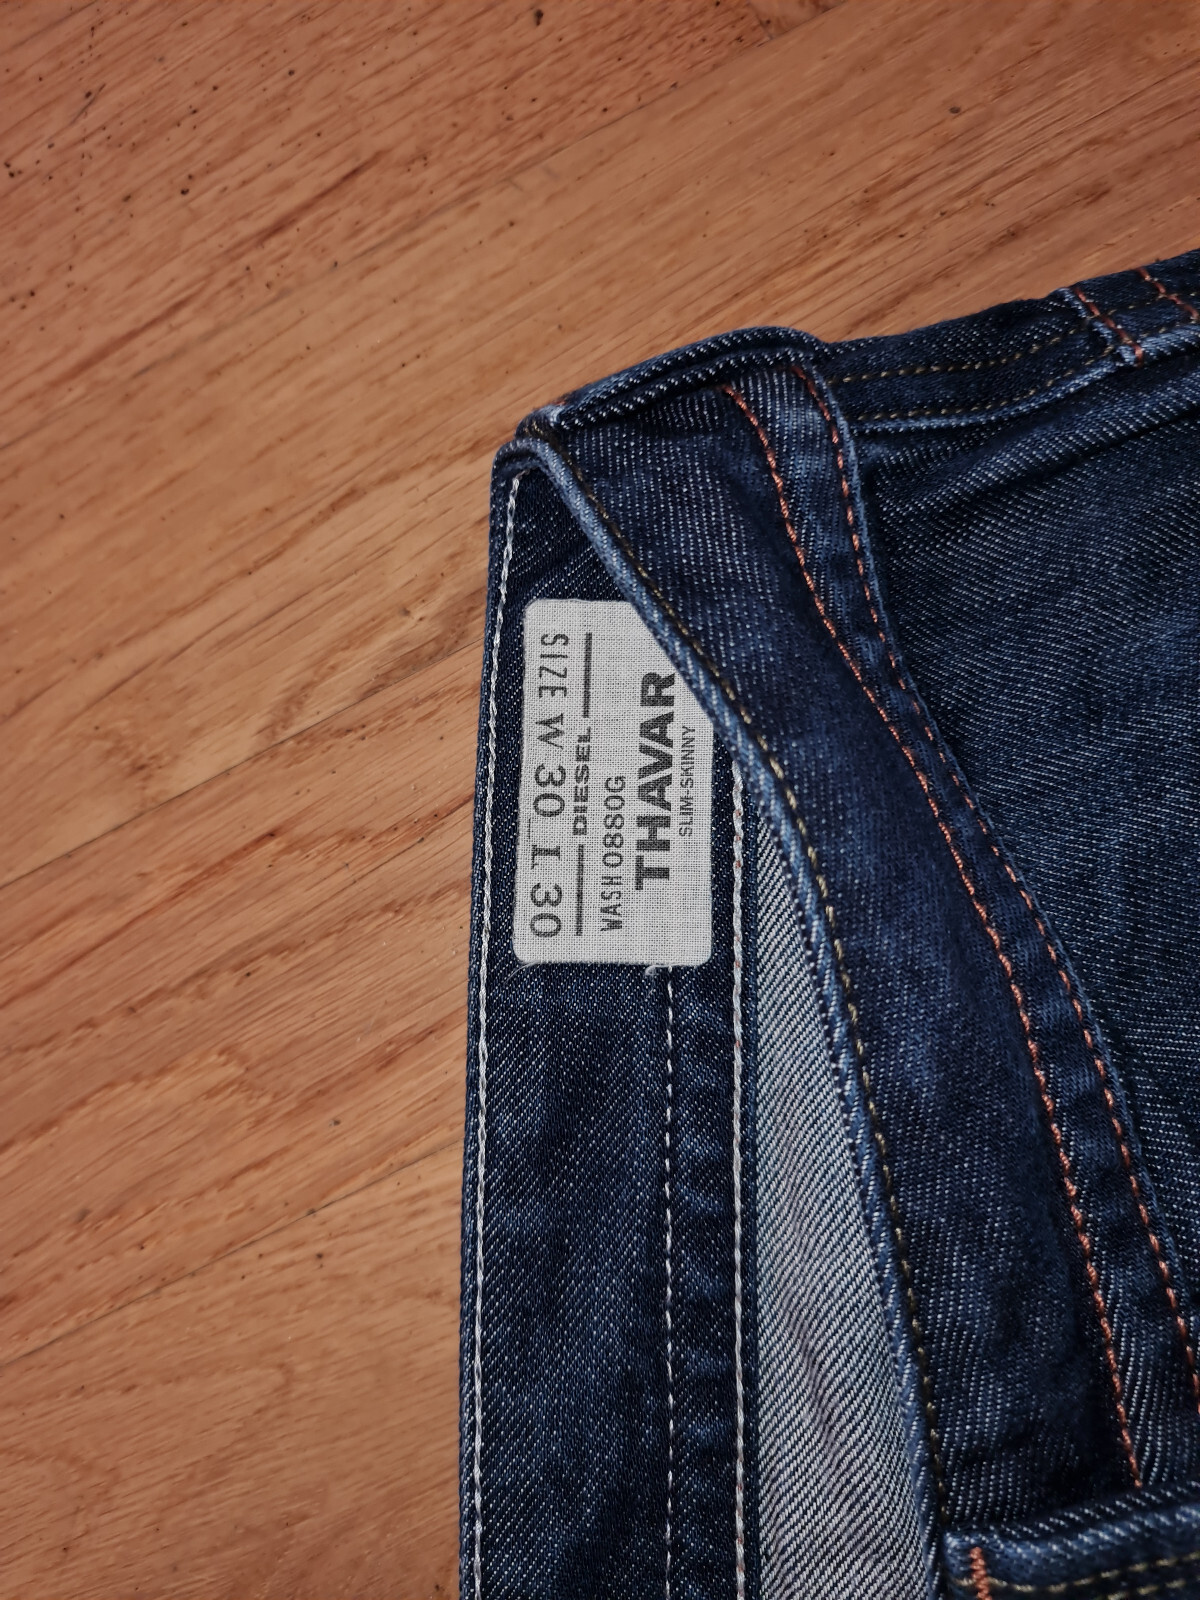 SIZE W 30 L 30
DIESEL
WASH 0880G
THAVAR
SLIM-SKINNY